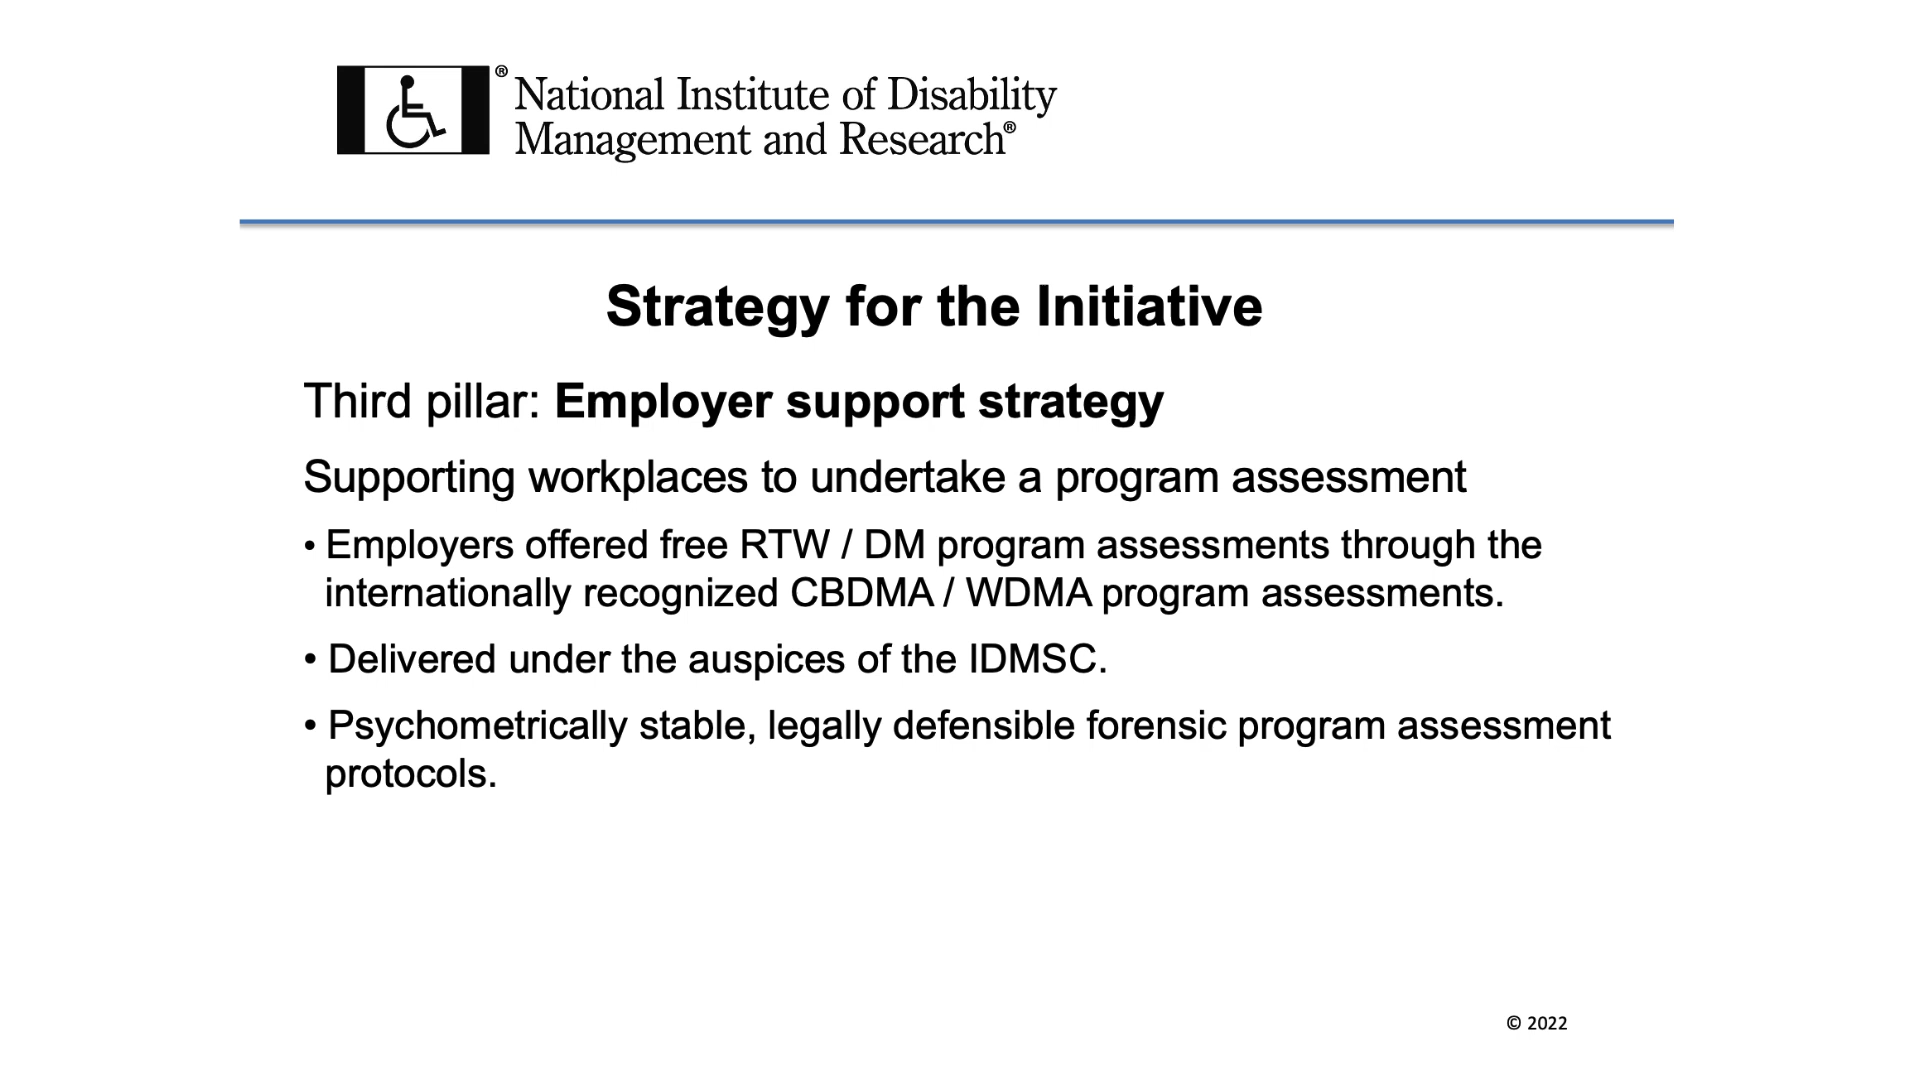 ® National Institute of Disability
Management and Research®
Strategy for the Initiative
Third pillar: Employer support strategy
Supporting workplaces to undertake a program assessment
• Employers offered free RTW / DM program assessments through the
internationally recognized CBDMA / WDMA program assessments.
• Delivered under the auspices of the IDMSC.
• Psychometrically stable, legally defensible forensic program assessment
protocols.
© 2022